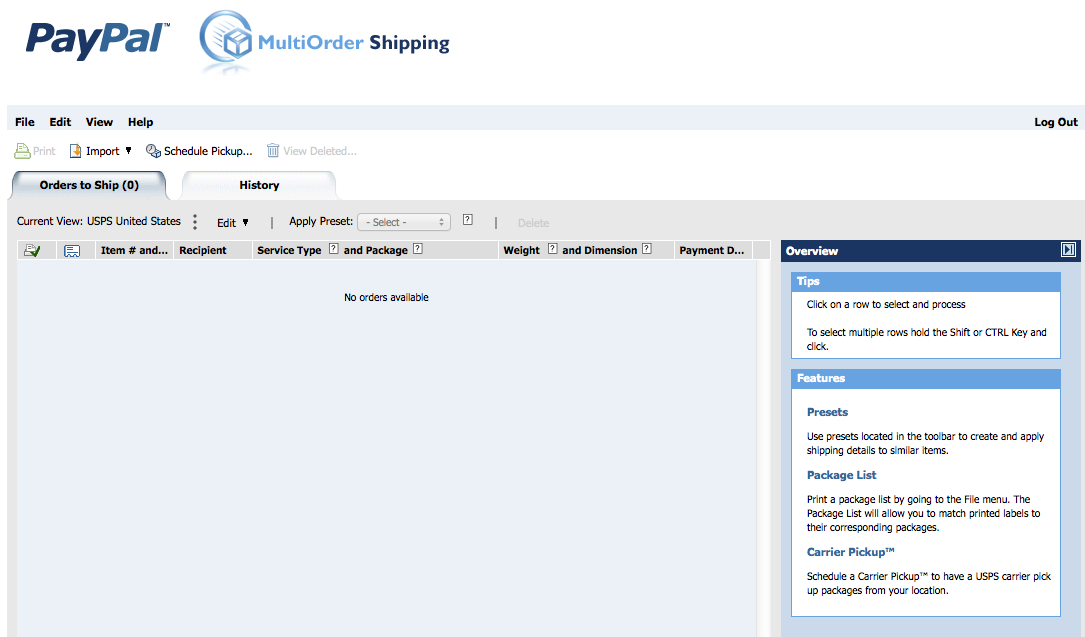 PayPal™ MultiOrder Shipping
File Edit View Help Log Out
Print Import ▼ Schedule Pickup... View Deleted...
Orders to Ship (0) History
Current View: USPS United States Edit ▼ | Apply Preset: - Select - ? | Delete
Item # and... Recipient Service Type ? and Package ? Weight ? and Dimension ? Payment D...
No orders available
Overview
Tips
Click on a row to select and process
To select multiple rows hold the Shift or CTRL Key and
click.
Features
Presets
Use presets located in the toolbar to create and apply
shipping details to similar items.
Package List
Print a package list by going to the File menu. The
Package List will allow you to match printed labels to
their corresponding packages.
Carrier Pickup™
Schedule a Carrier Pickup™ to have a USPS carrier pick
up packages from your location.